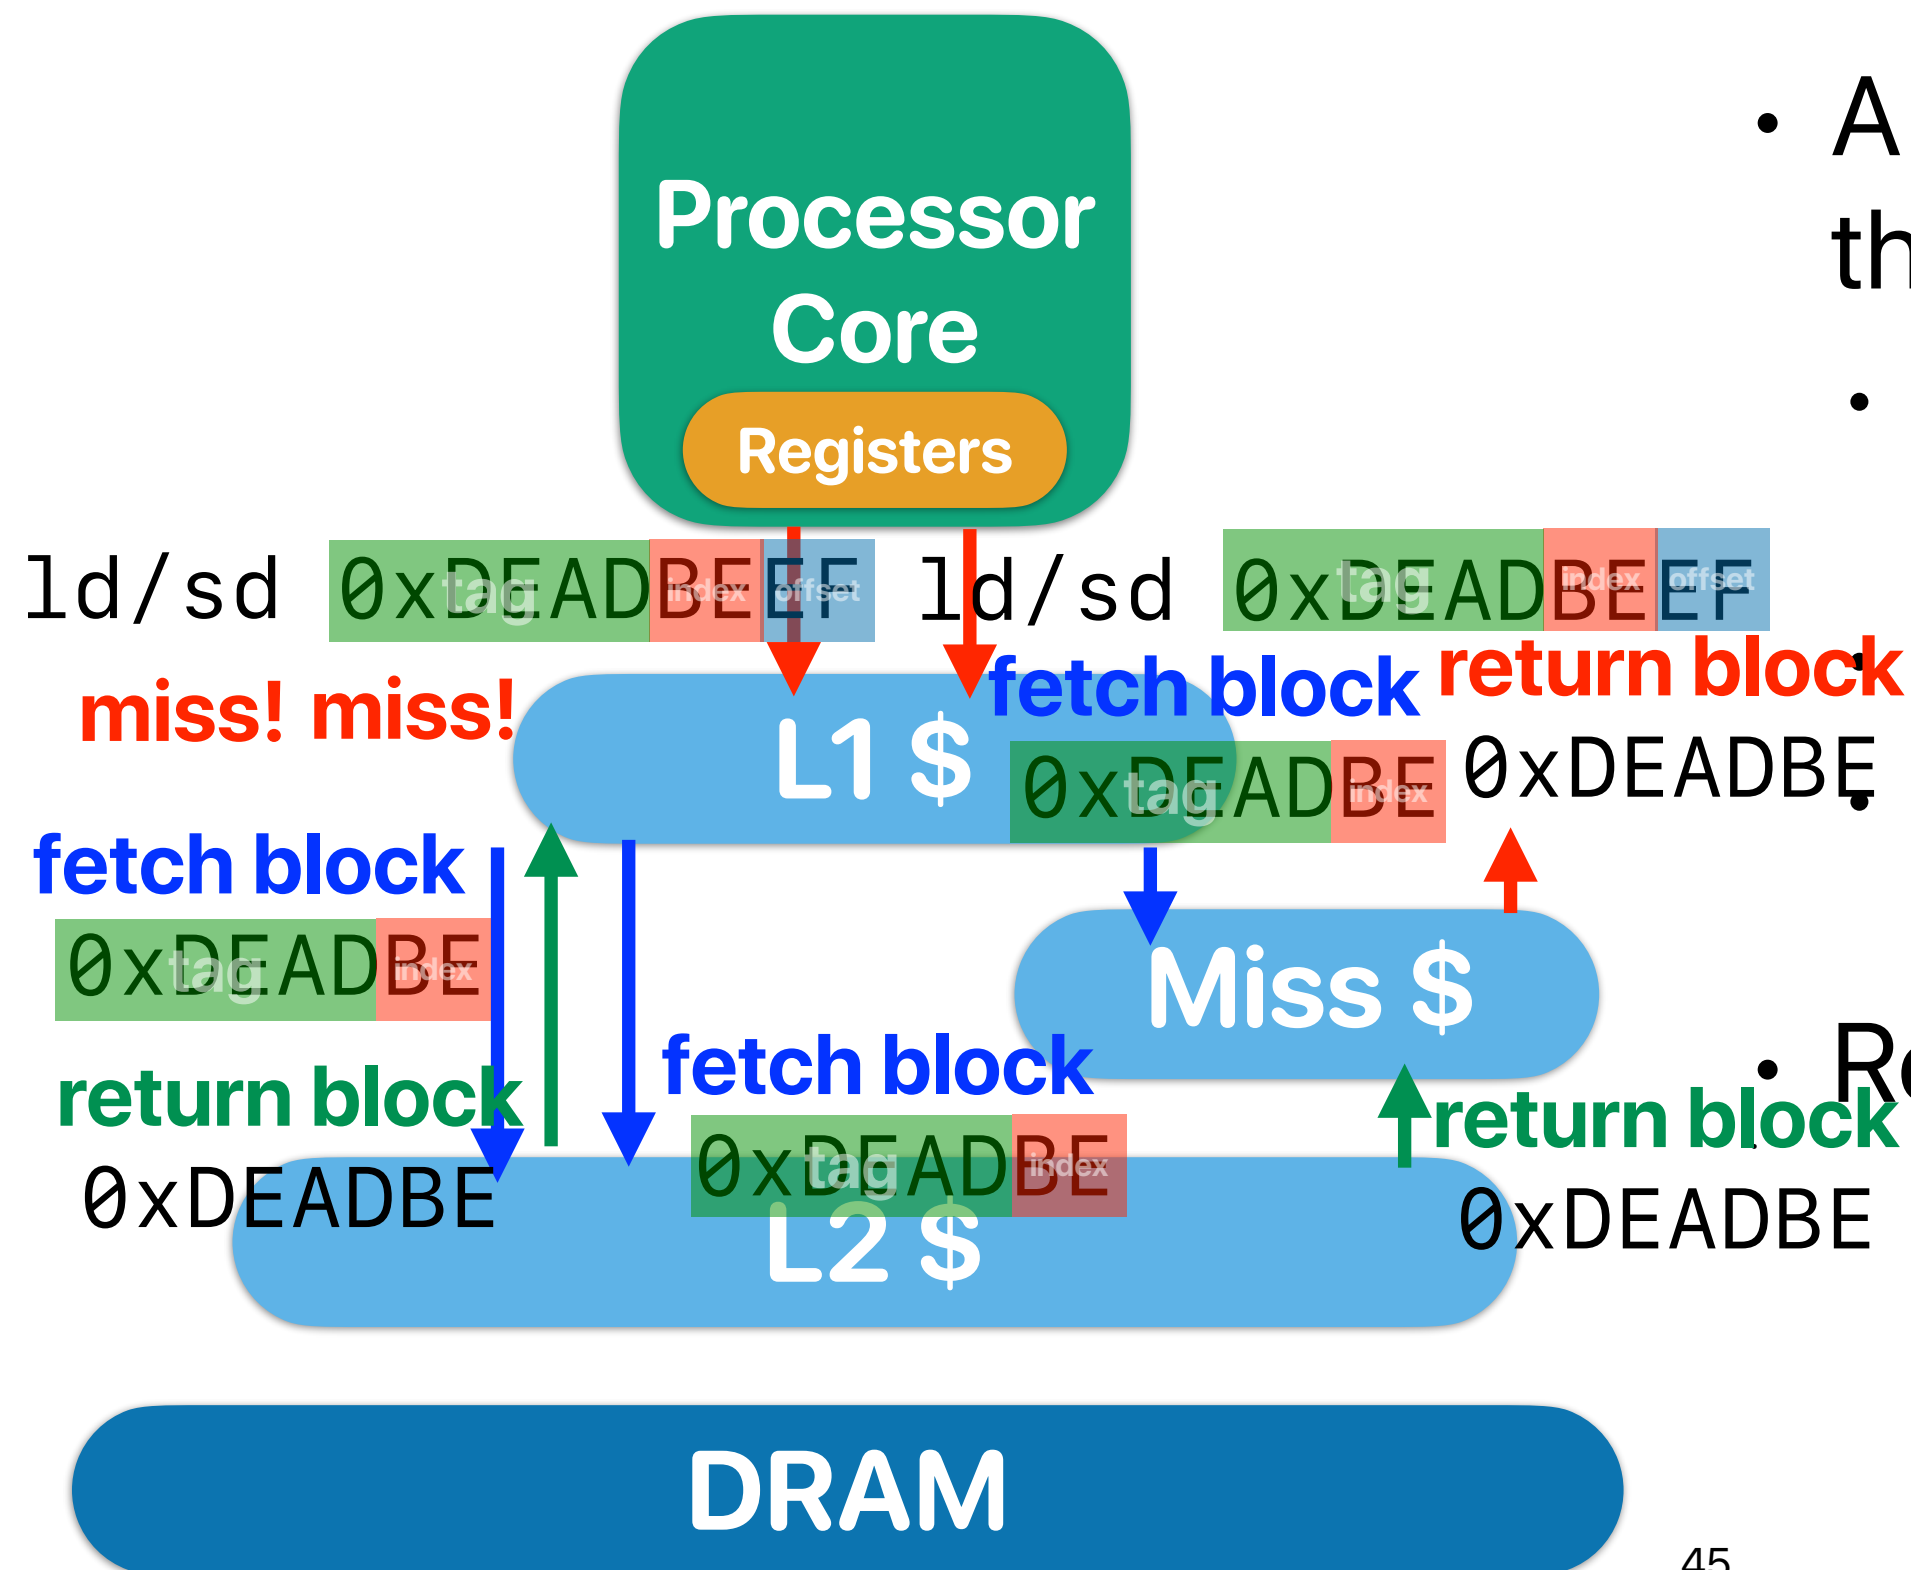 Processor
Core
Registers
• A
th
•
ld/sd 0xDEADBEEF
tag index offset
ld/sd 0xDEADBEEF
tag index offset
miss! miss!
L1 $
fetch block
0xDEADBE
tag index
return block
0xDEADBE
•
•
fetch block
0xDEADBE
tag index
return block
0xDEADBE
Miss $
fetch block
0xDEADBE
tag index
• Re
return block
0xDEADBE
L2 $
DRAM
45